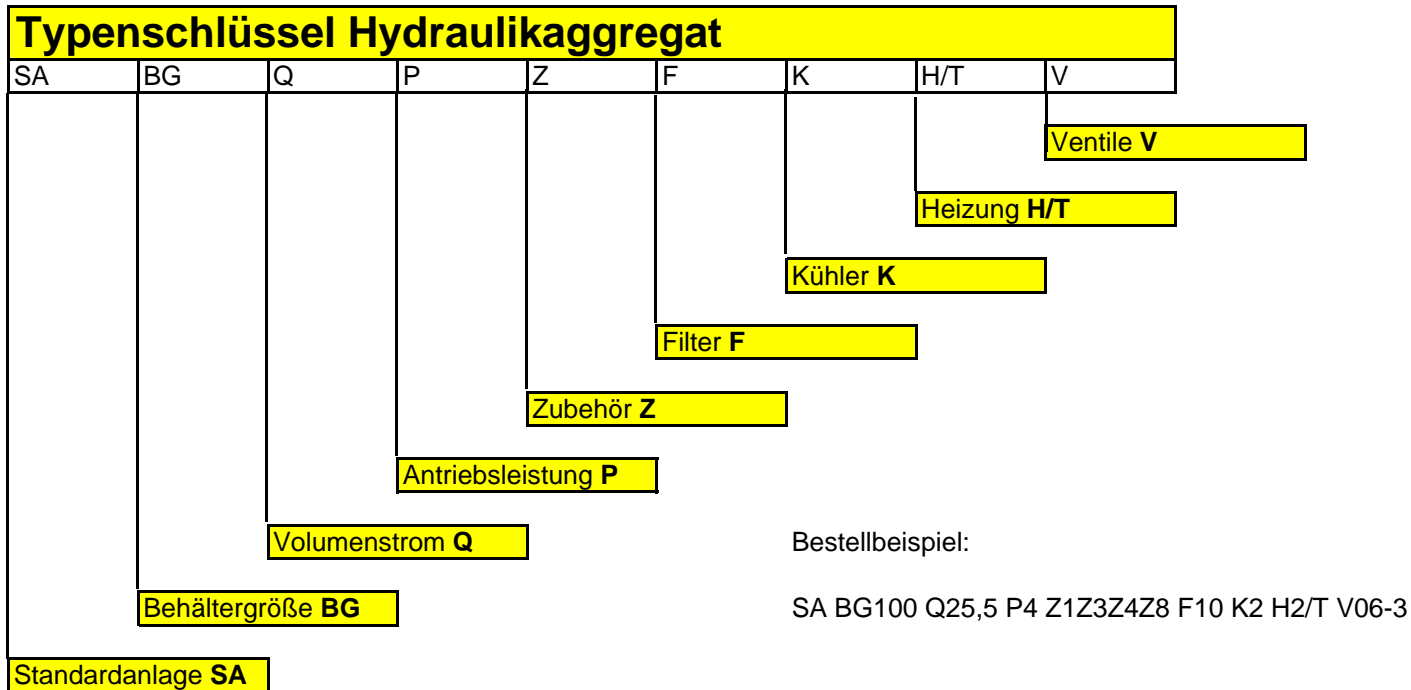 Typenschlüssel Hydraulikaggregat
SA BG Q P Z F K H/T V
Ventile V
Heizung H/T
Kühler K
Filter F
Zubehör Z
Antriebsleistung P
Volumenstrom Q
Bestellbeispiel:
Behältergröße BG
SA BG100 Q25,5 P4 Z1Z3Z4Z8 F10 K2 H2/T V06-3
Standardanlage SA